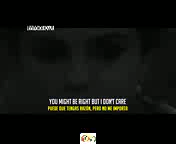 YOU MIGHT BE RIGHT BUT I DON'T CARE
PUEDE QUE TENGAS RAZÓN, PERO NO ME IMPORTA